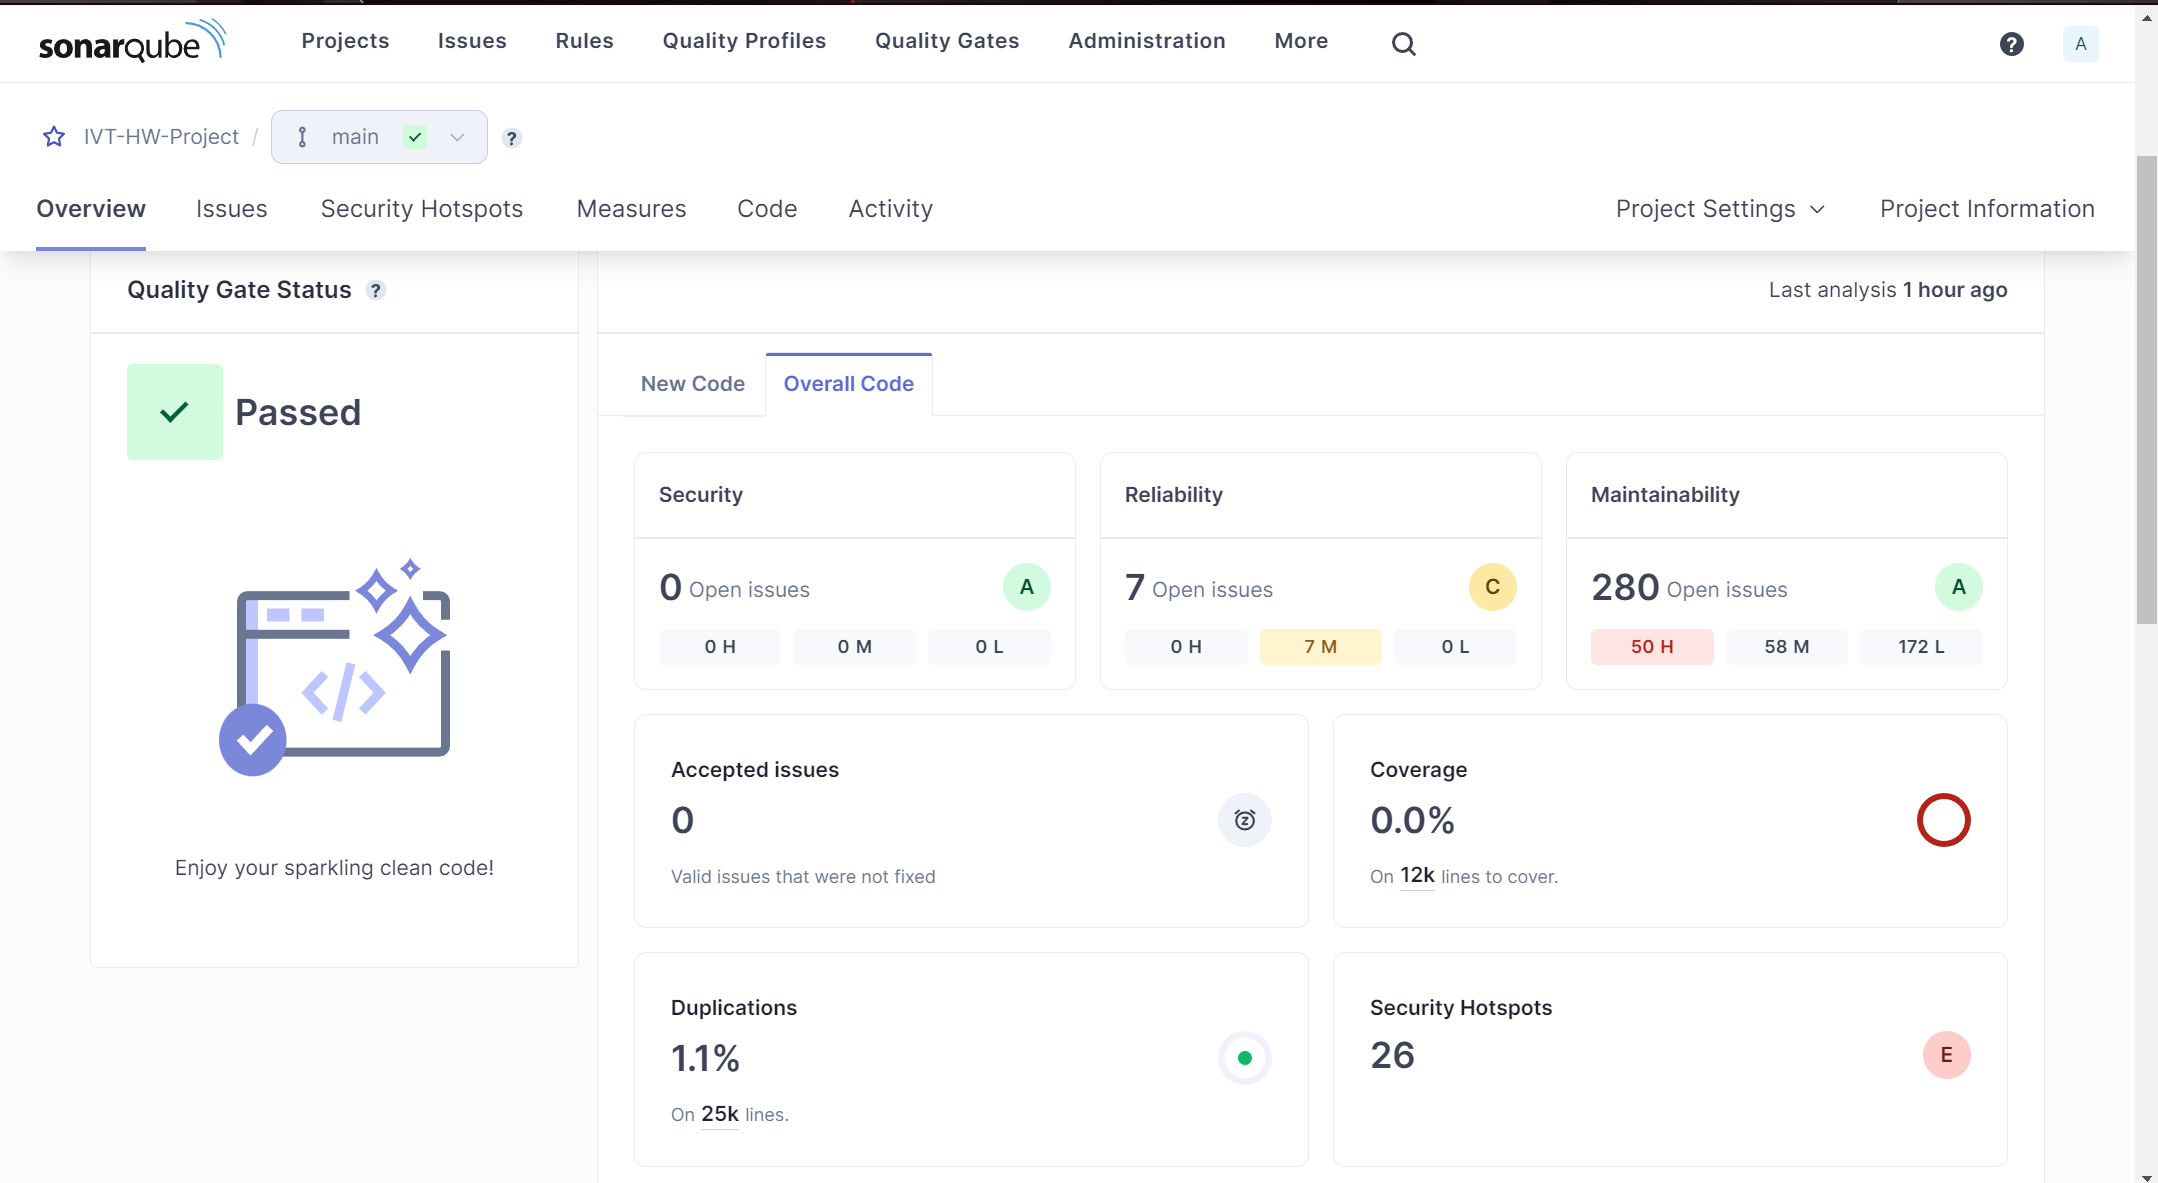 sonarqube Projects Issues Rules Quality Profiles Quality Gates Administration More ? A
IVT-HW-Project / main ?
Overview Issues Security Hotspots Measures Code Activity Project Settings Project Information
Quality Gate Status ?
Passed
</>
Enjoy your sparkling clean code!
Last analysis 1 hour ago
New Code Overall Code
Security
0 Open issues A
0 H 0 M 0 L
Reliability
7 Open issues C
0 H 7 M 0 L
Maintainability
280 Open issues A
50 H 58 M 172 L
Accepted issues
0
z
Valid issues that were not fixed
Coverage
0.0%
On 12k lines to cover.
Duplications
1.1%
On 25k lines.
Security Hotspots
26 E